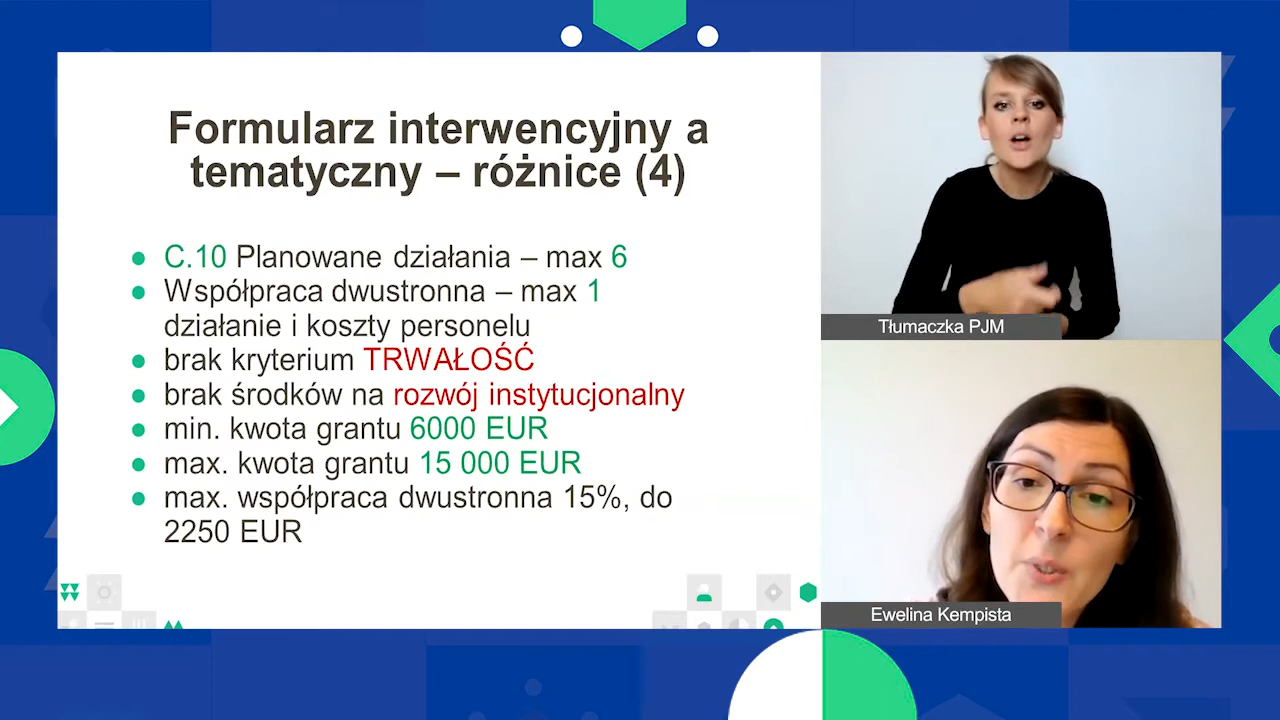 Formularz interwencyjny a
tematyczny – różnice (4)
● C.10 Planowane działania – max 6
● Współpraca dwustronna – max 1
działanie i koszty personelu
● brak kryterium TRWAŁOŚĆ
● brak środków na rozwój instytucjonalny
● min. kwota grantu 6000 EUR
● max. kwota grantu 15 000 EUR
● max. współpraca dwustronna 15%, do
2250 EUR
Tłumaczka PJM
Ewelina Kempista